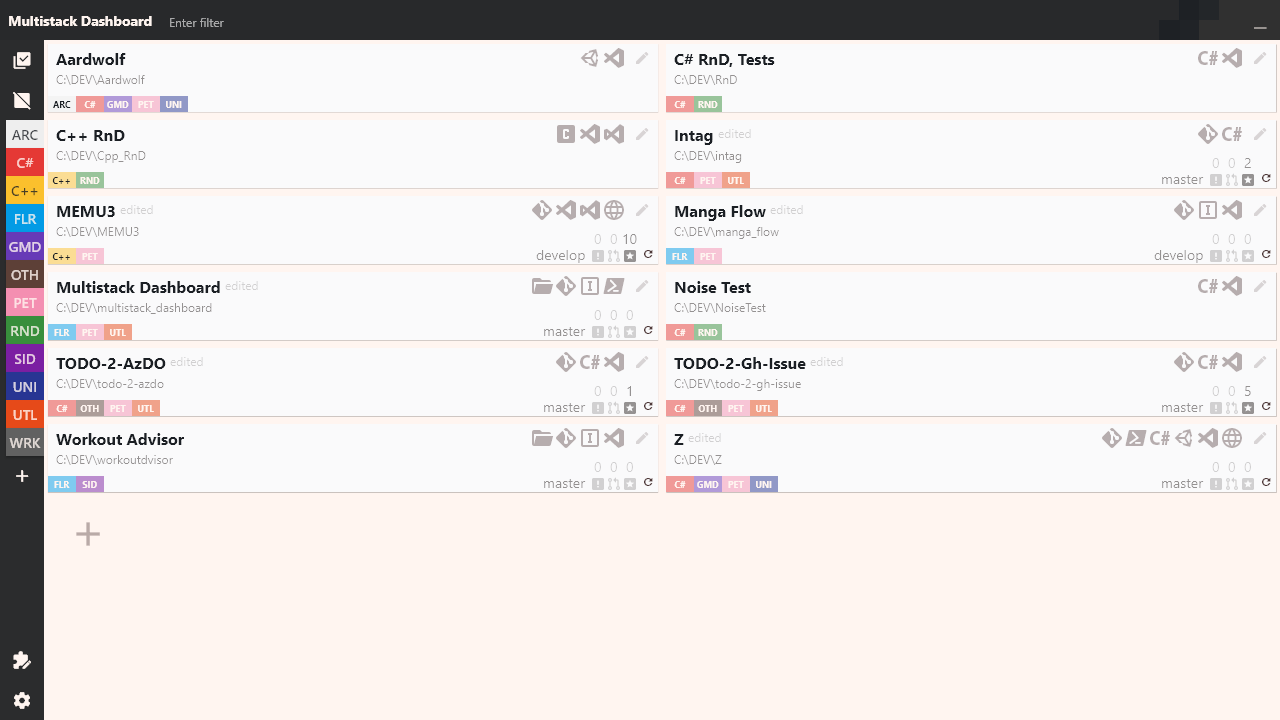 Multistack Dashboard Enter filter
ARC
C#
C++
FLR
GMD
OTH
PET
RND
SID
UNI
UTL
WRK
Aardwolf
C:\DEV\Aardwolf
ARC C# GMD PET UNI
C# RnD, Tests C#
C:\DEV\RnD
C# RND
C++ RnD C
C:\DEV\Cpp_RnD
C++ RND
Intag edited C#
C:\DEV\intag
0 0 2
C# PET UTL master
MEMU3 edited
C:\DEV\MEMU3
0 0 10
C++ PET develop
Manga Flow edited I
C:\DEV\manga_flow
0 0 0
FLR PET develop
Multistack Dashboard edited I
C:\DEV\multistack_dashboard
0 0 0
FLR PET UTL master
Noise Test C#
C:\DEV\NoiseTest
C# RND
TODO-2-AzDO edited C#
C:\DEV\todo-2-azdo
0 0 1
C# OTH PET UTL master
TODO-2-Gh-Issue edited C#
C:\DEV\todo-2-gh-issue
0 0 5
C# OTH PET UTL master
Workout Advisor I
C:\DEV\workoutdvisor
0 0 0
FLR SID master
Z edited C#
C:\DEV\Z
0 0 0
C# GMD PET UNI master